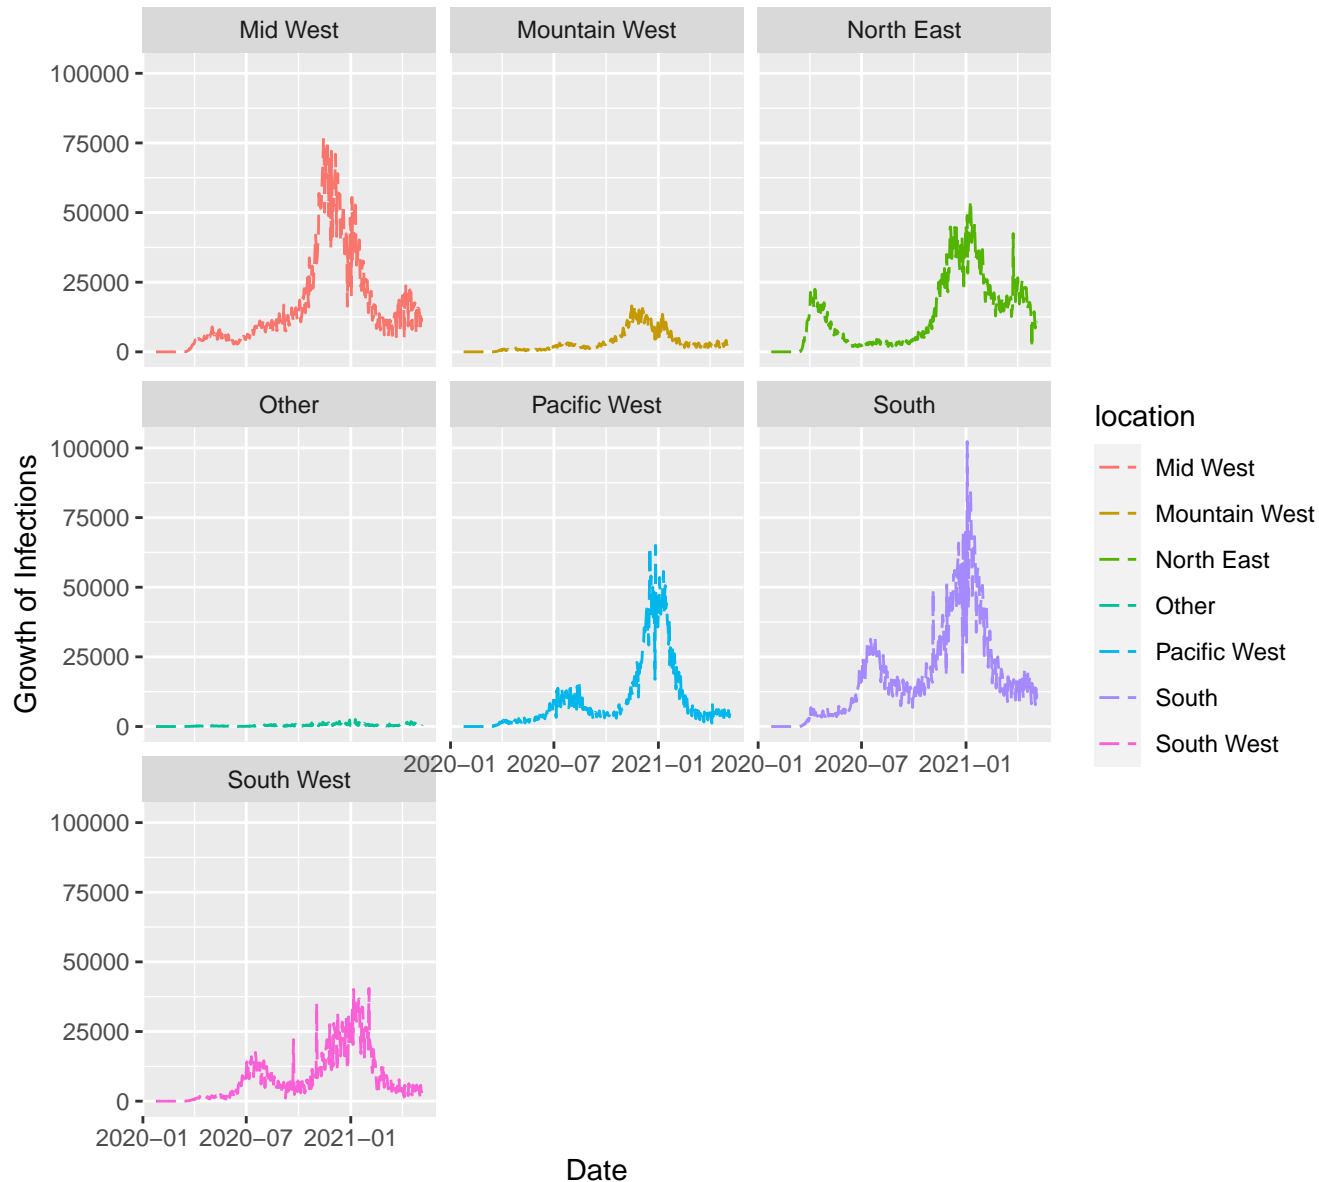 Mid West
Mountain West
North East
100000
75000
50000
25000
0
Other
Pacific West
South
100000
75000
50000
25000
0
2020−01 2020−07 2021−01
2020−01 2020−07 2021−01
South West
100000
75000
50000
25000
0
2020−01 2020−07 2021−01
Date
Growth of Infections
location
Mid West
Mountain West
North East
Other
Pacific West
South
South West